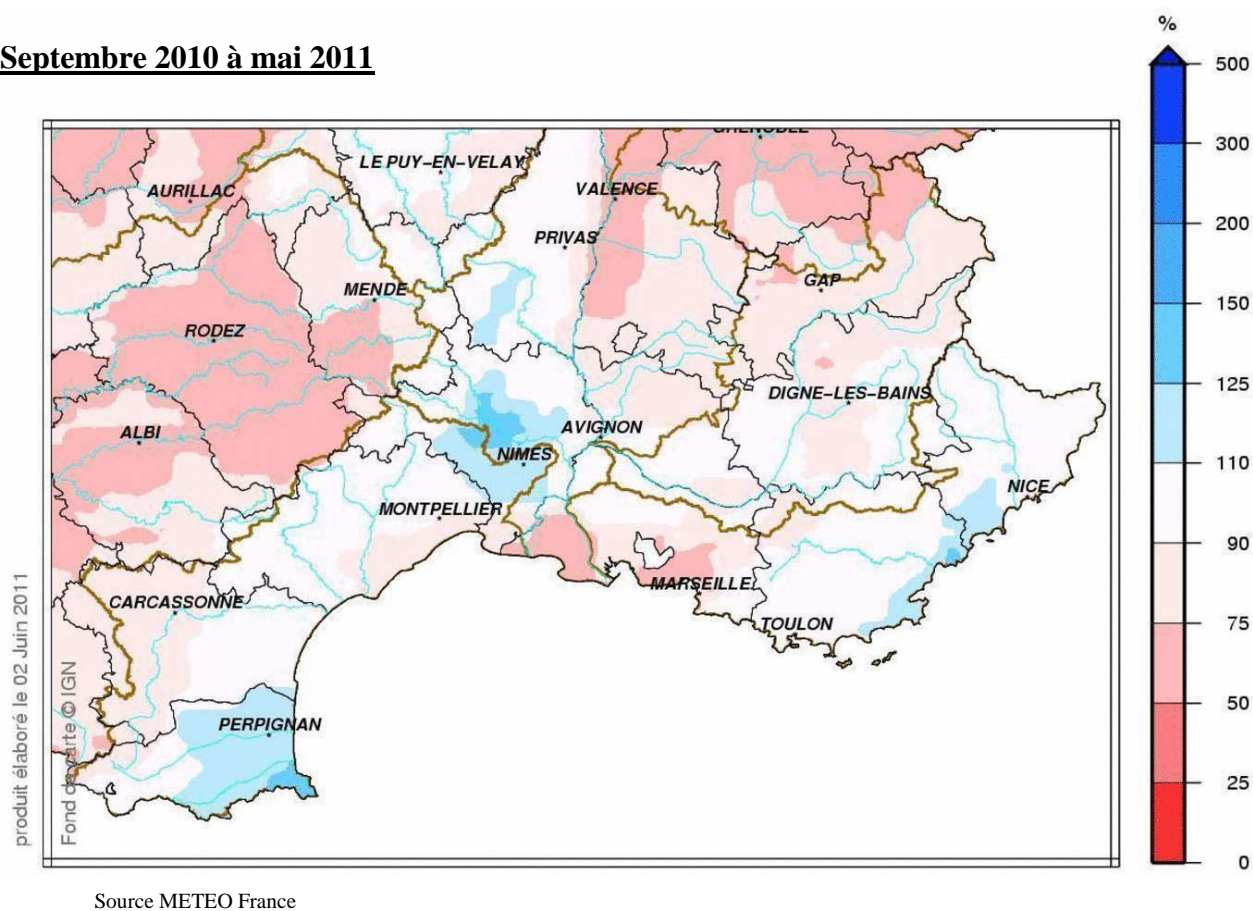 %
Septembre 2010 à mai 2011
500
300
200
150
125
110
90
75
50
25
0
GRENOBLE
LE PUY-EN-VELAY
AURILLAC
VALENCE
PRIVAS
GAP
MENDE
RODEZ
DIGNE-LES-BAINS
AVIGNON
ALBI
NIMES
NICE
MONTPELLIER
MARSEILLE
CARCASSONNE
TOULON
PERPIGNAN
produit élaboré le 02 Juin 2011
Fond de carte © IGN
Source METEO France